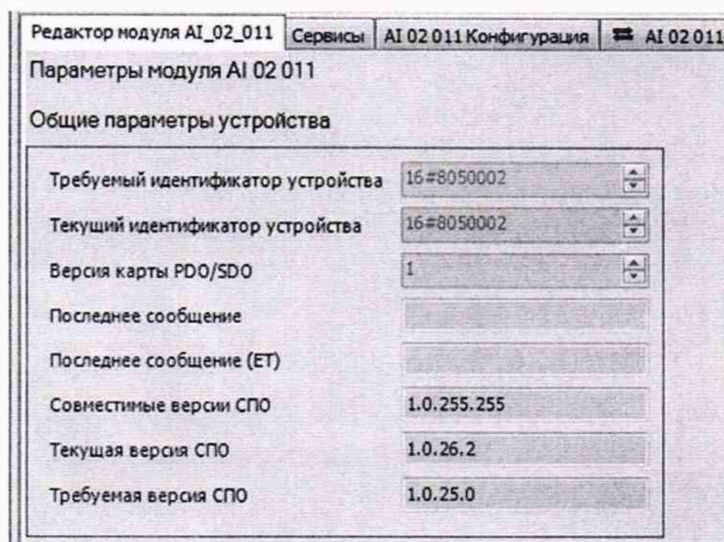 Редактор модуля AI_02_011 Сервисы AI 02 011 Конфигурация AI 02 011
Параметры модуля AI 02 011
Общие параметры устройства
Требуемый идентификатор устройства 16#8050002
Текущий идентификатор устройства 16#8050002
Версия карты PDO/SDO 1
Последнее сообщение
Последнее сообщение (ET)
Совместимые версии СПО 1.0.255.255
Текущая версия СПО 1.0.26.2
Требуемая версия СПО 1.0.25.0